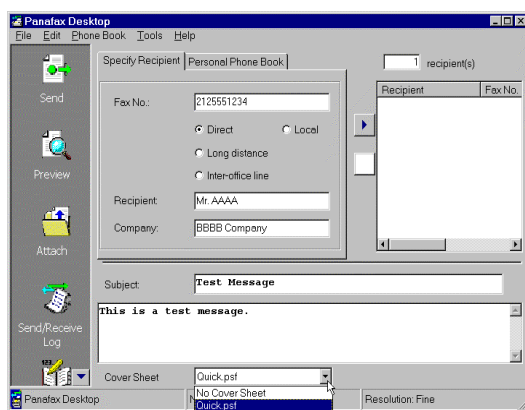 Panafax Desktop
File Edit Phone Book Tools Help
Send
Preview
Attach
Send/Receive
Log
Specify Recipient Personal Phone Book
Fax No.: 2125551234
Direct Local
Long distance
Inter-office line
Recipient: Mr. AAAA
Company: BBBB Company
1 recipient(s)
Recipient Fax No.
Subject: Test Message
This is a test message.
Cover Sheet Quick.psf
No Cover Sheet
Quick.psf
Panafax Desktop N Resolution: Fine